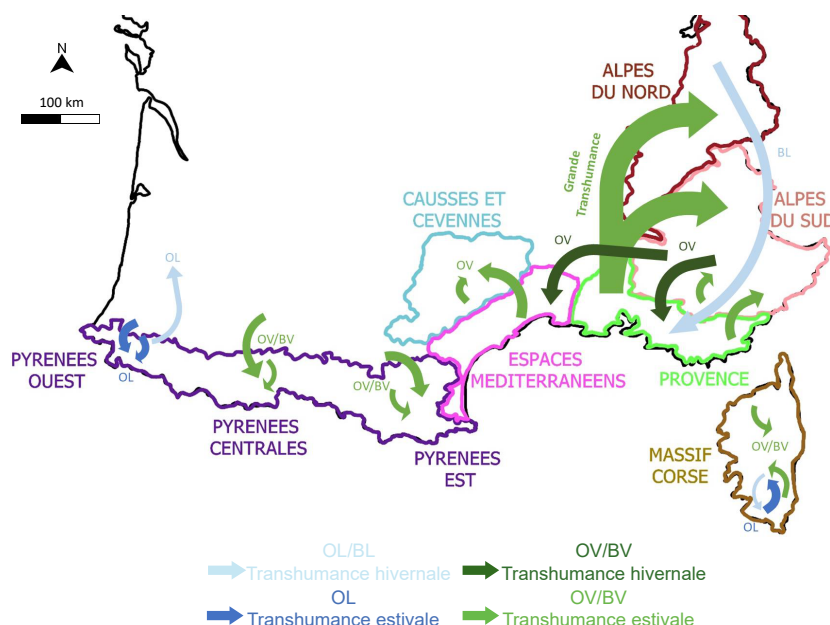 N
100 km
ALPES
DU NORD
Grande
Transhumance
BL
CAUSSES ET
CEVENNES
ALPES
DU SUD
OV
OV
OV
OL
OV/BV
OV/BV
OL
PYRENEES
OUEST
ESPACES
MEDITERRANEENS
PROVENCE
PYRENEES
CENTRALES
PYRENEES
EST
MASSIF
CORSE
OV/BV
OL
OL/BL
Transhumance hivernale
OV/BV
Transhumance hivernale
OL
Transhumance estivale
OV/BV
Transhumance estivale